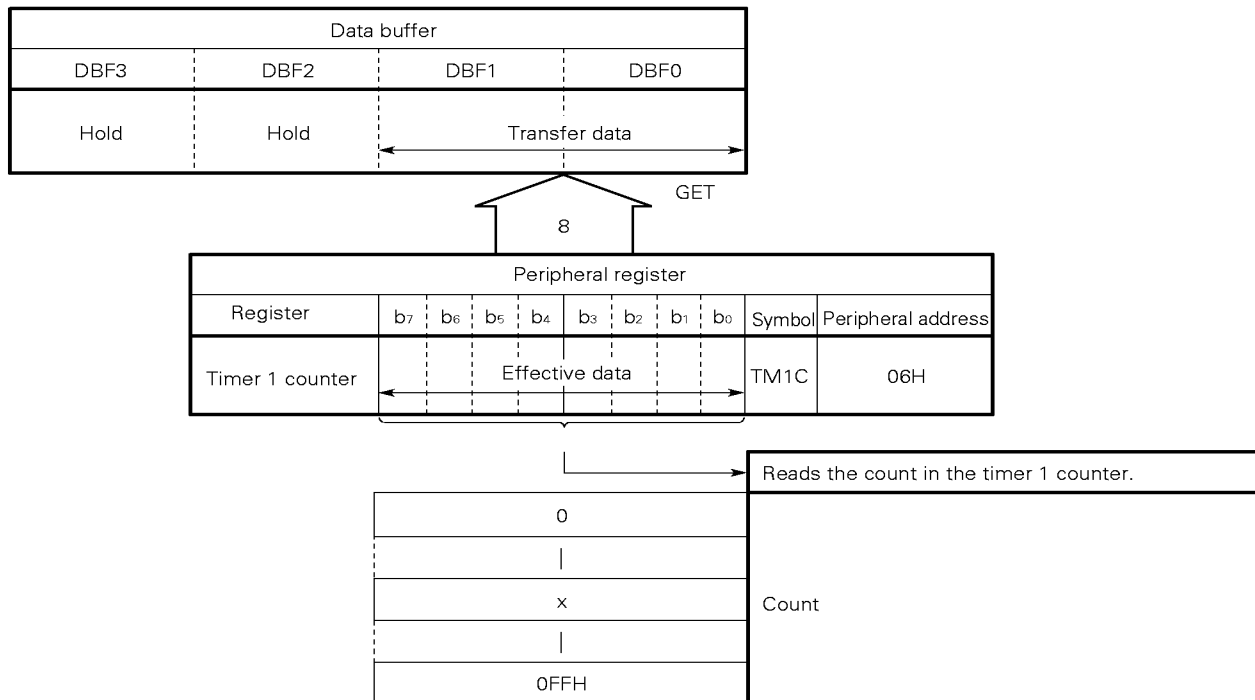 Data buffer
DBF3 DBF2 DBF1 DBF0
Hold Hold Transfer data
GET
8
Peripheral register
Register b7 b6 b5 b4 b3 b2 b1 b0 Symbol Peripheral address
Timer 1 counter Effective data TM1C 06H
Reads the count in the timer 1 counter.
0
x Count
0FFH